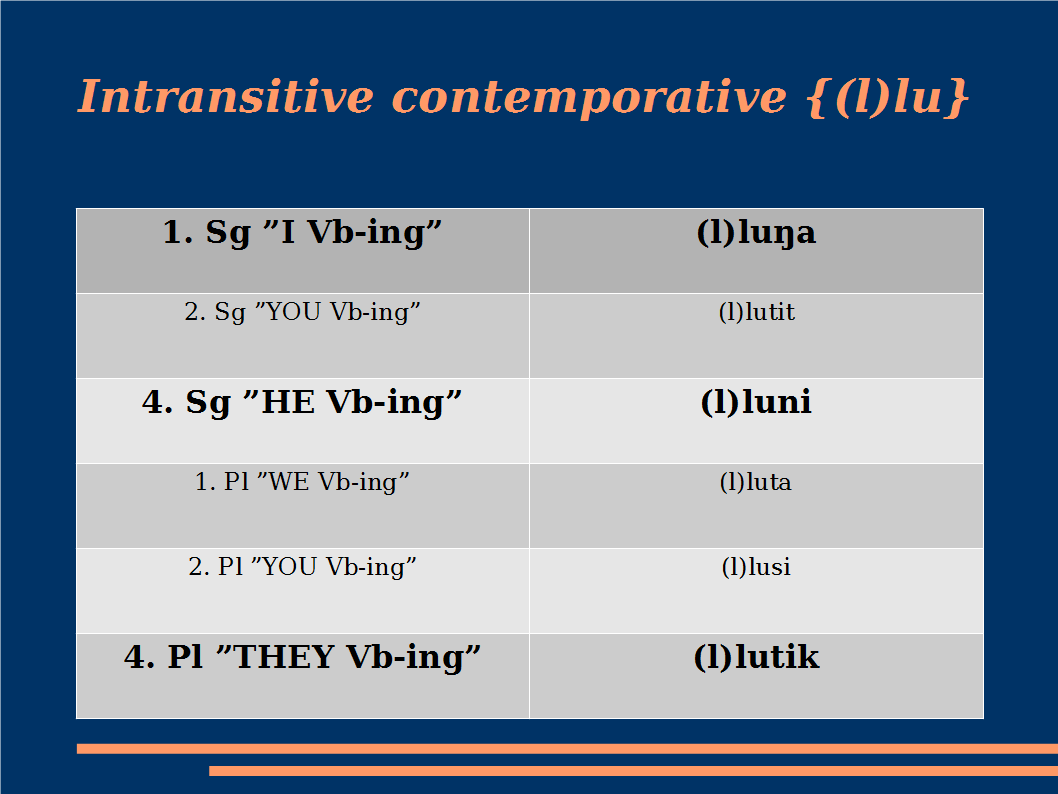 Intransitive contemporative {(l)lu}
1. Sg ”I Vb-ing” (l)luŋa
2. Sg ”YOU Vb-ing” (l)lutit
4. Sg ”HE Vb-ing” (l)luni
1. Pl ”WE Vb-ing” (l)luta
2. Pl ”YOU Vb-ing” (l)lusi
4. Pl ”THEY Vb-ing” (l)lutik